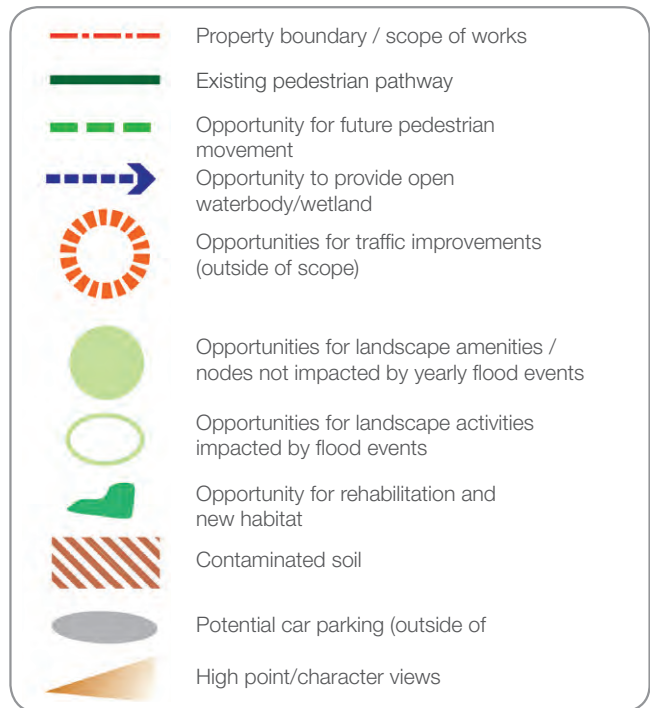 Property boundary / scope of works
Existing pedestrian pathway
Opportunity for future pedestrian
movement
Opportunity to provide open
waterbody/wetland
Opportunities for traffic improvements
(outside of scope)
Opportunities for landscape amenities /
nodes not impacted by yearly flood events
Opportunities for landscape activities
impacted by flood events
Opportunity for rehabilitation and
new habitat
Contaminated soil
Potential car parking (outside of
High point/character views